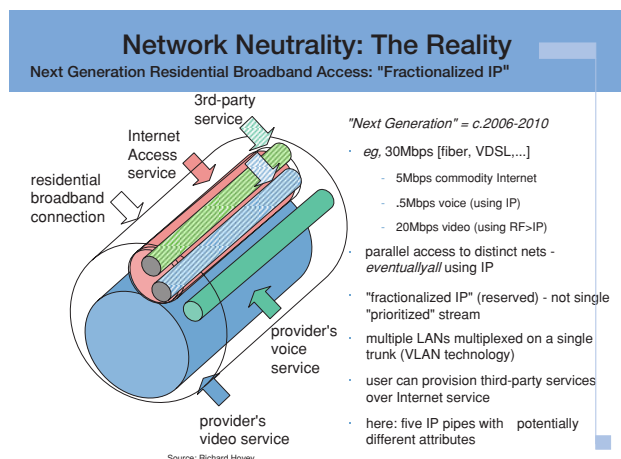 Network Neutrality: The Reality
Next Generation Residential Broadband Access: "Fractionalized IP"
3rd-party
service
Internet
Access
service
residential
broadband
connection
provider's
voice
service
provider's
video service
Source: Richard Hovey
"Next Generation" = c.2006-2010
· eg, 30Mbps [fiber, VDSL,...]
- 5Mbps commodity Internet
- .5Mbps voice (using IP)
- 20Mbps video (using RF>IP)
· parallel access to distinct nets -
eventuallyall using IP
· "fractionalized IP" (reserved) - not single
"prioritized" stream
· multiple LANs multiplexed on a single
trunk (VLAN technology)
· user can provision third-party services
over Internet service
· here: five IP pipes with potentially
different attributes